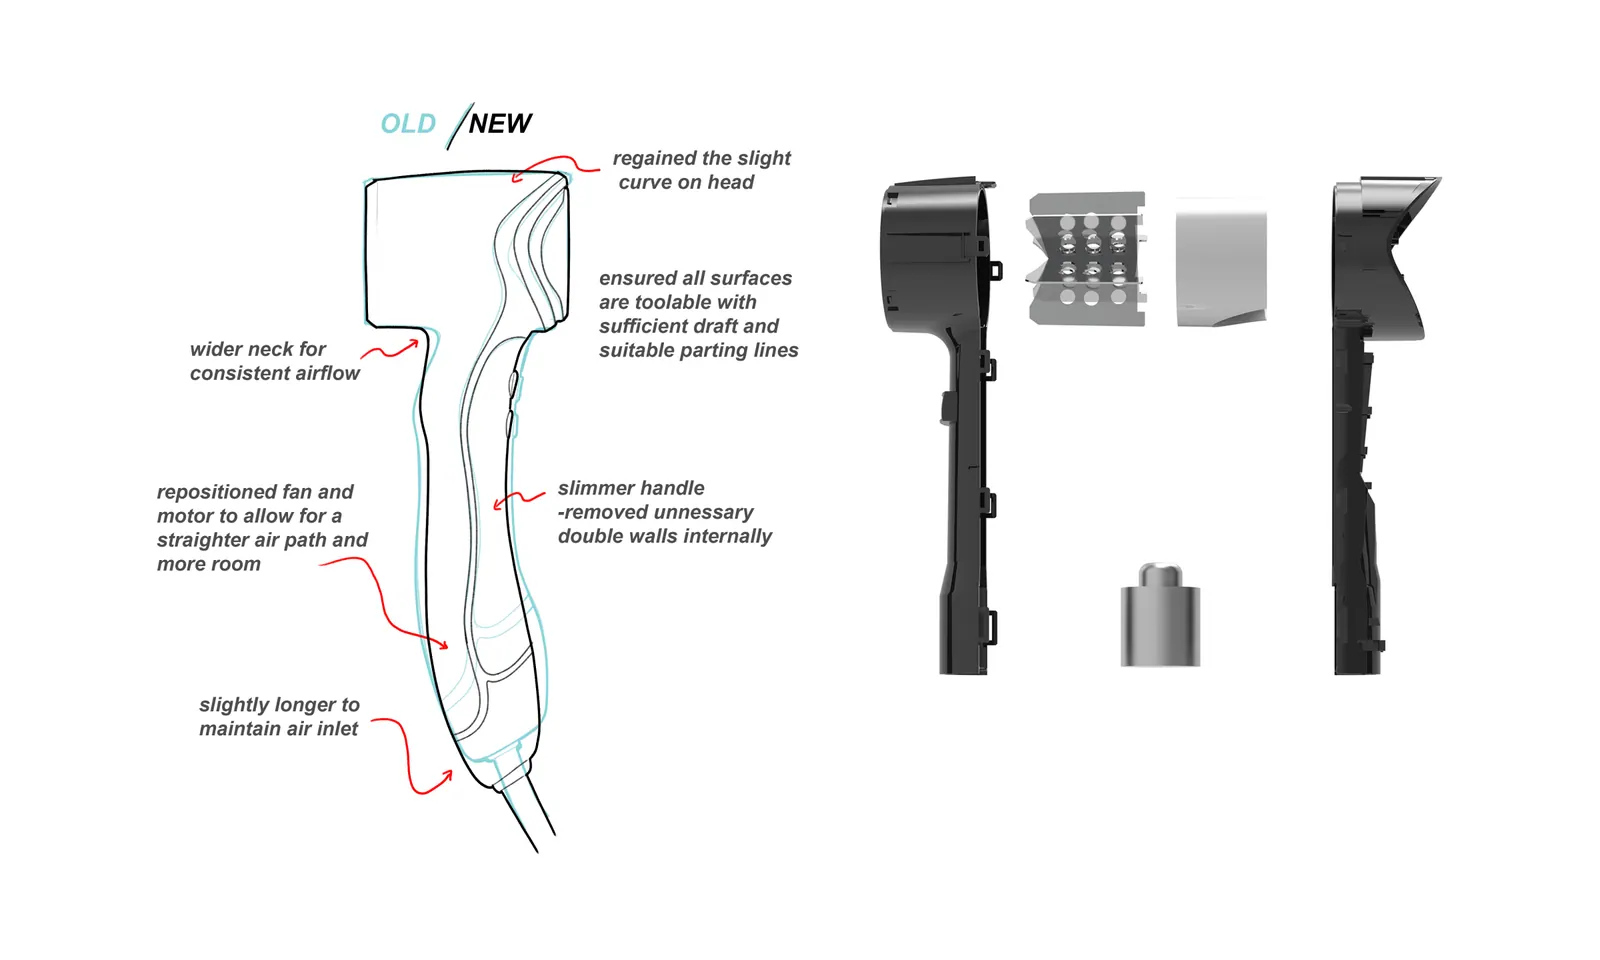 OLD / NEW
regained the slight
curve on head
ensured all surfaces
are toolable with
sufficient draft and
suitable parting lines
wider neck for
consistent airflow
repositioned fan and
motor to allow for a
straighter air path and
more room
slimmer handle
-removed unnessary
double walls internally
slightly longer to
maintain air inlet